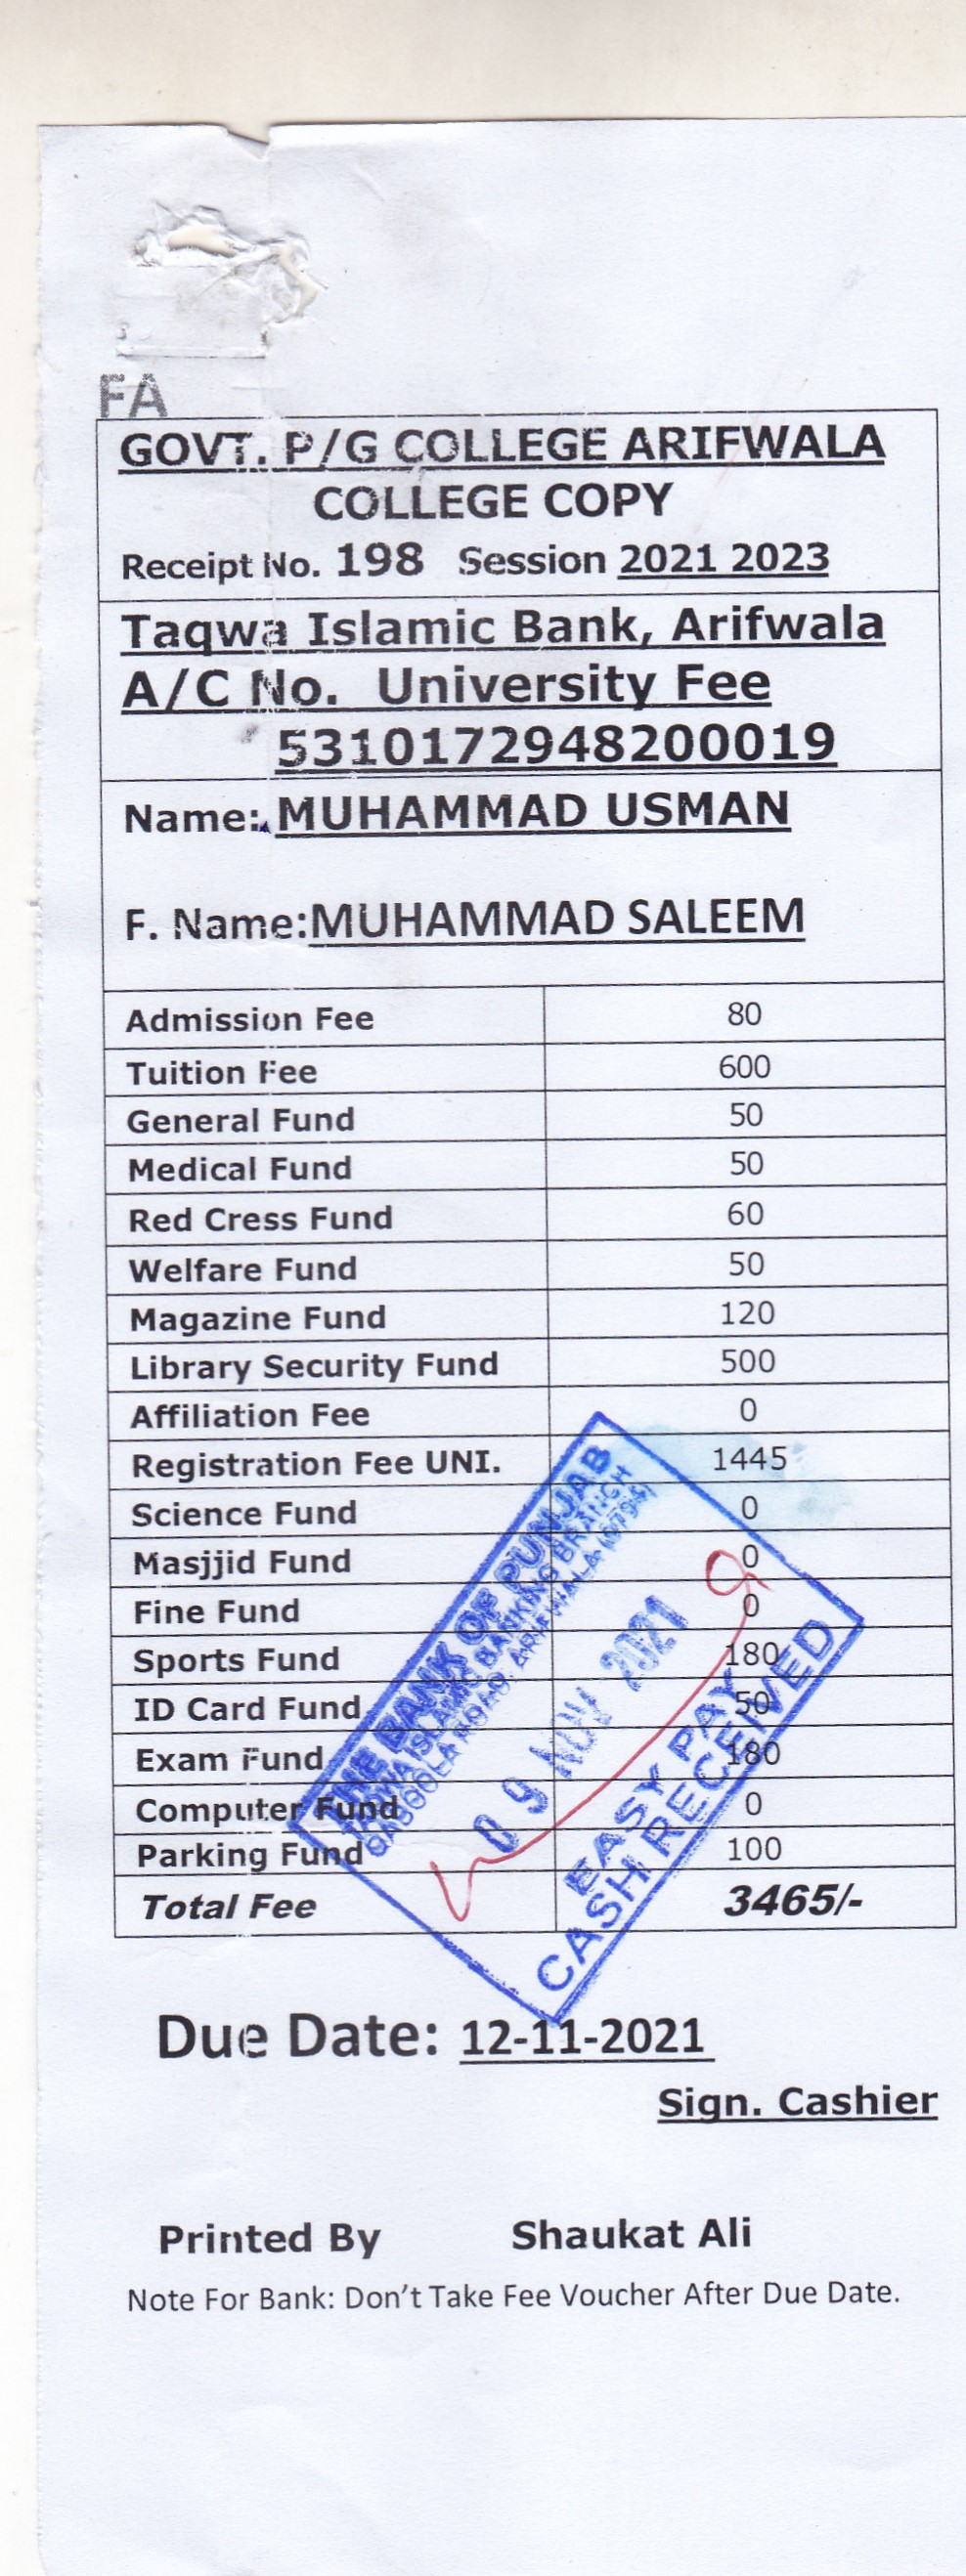 FA
GOVT. P/G COLLEGE ARIFWALA
COLLEGE COPY
Receipt No. 198 Session 2021 2023
Taqwa Islamic Bank, Arifwala
A/C No. University Fee
5310172948200019
Name: MUHAMMAD USMAN
F. Name:MUHAMMAD SALEEM
Admission Fee 80
Tuition Fee 600
General Fund 50
Medical Fund 50
Red Cress Fund 60
Welfare Fund 50
Magazine Fund 120
Library Security Fund 500
Affiliation Fee 0
Registration Fee UNI. 1445
Science Fund 0
Masjjid Fund 0
Fine Fund 0
Sports Fund 180
ID Card Fund 50
Exam Fund 180
Computer Fund 0
Parking Fund 100
Total Fee 3465/-
THE BANK OF PUNJAB
TAQWA ISLAMIC BANKING BRANCH
QABOOLA ROAD, ARIFWALA
09 NOV 2021
EASY PAY
CASH RECEIVED
Due Date: 12-11-2021
Sign. Cashier
Printed By Shaukat Ali
Note For Bank: Don't Take Fee Voucher After Due Date.